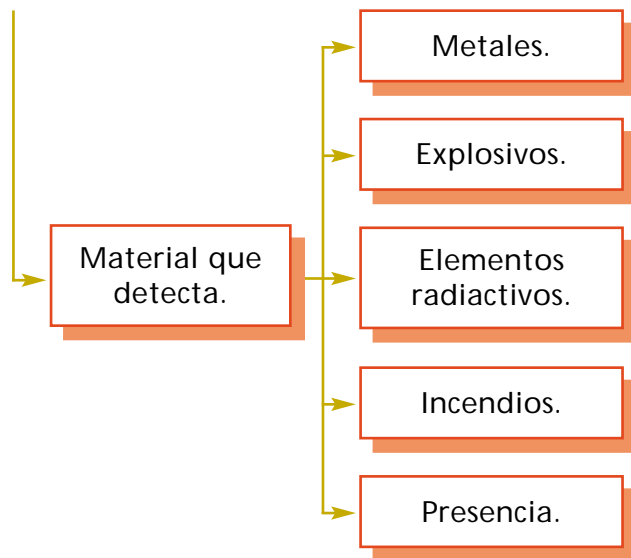 Material que
detecta.
Metales.
Explosivos.
Elementos
radiactivos.
Incendios.
Presencia.